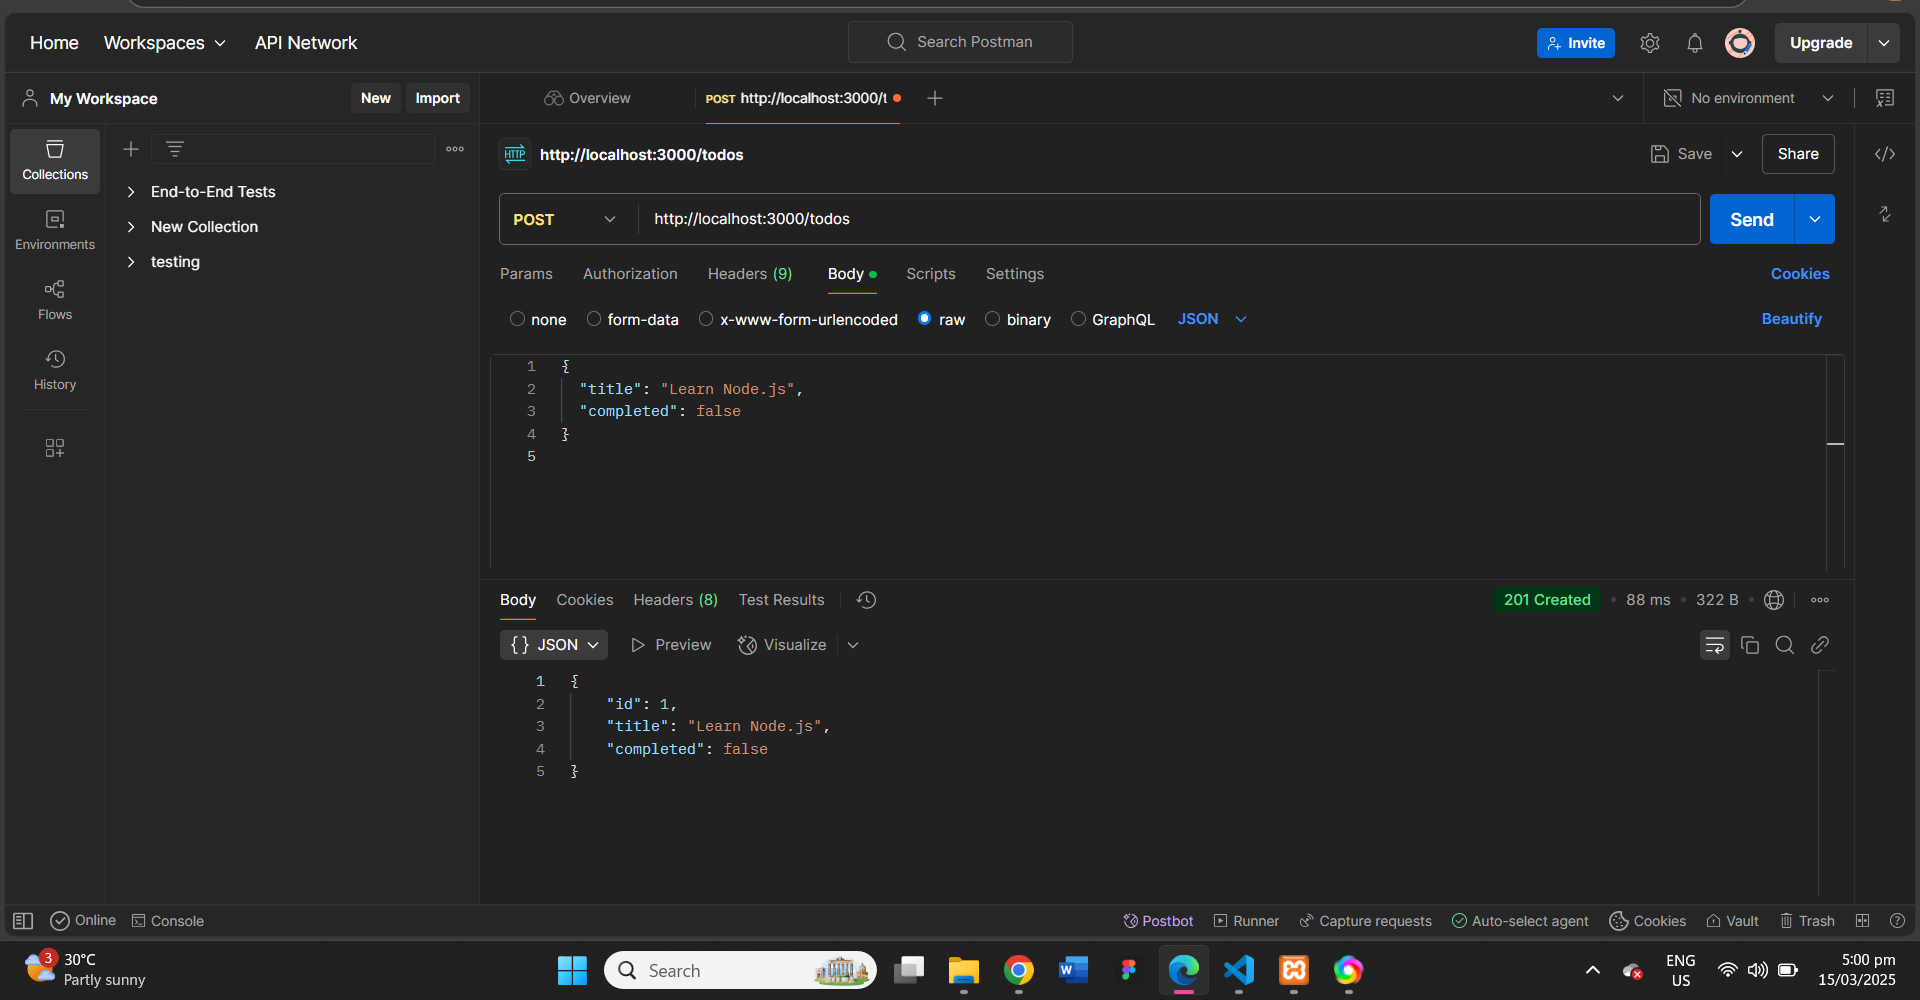 Home Workspaces API Network Search Postman Invite Upgrade
My Workspace New Import Overview POST http://localhost:3000/t No environment
Collections
Environments
Flows
History
End-to-End Tests
New Collection
testing
HTTP http://localhost:3000/todos Save Share
POST http://localhost:3000/todos Send
Params Authorization Headers (9) Body Scripts Settings Cookies
none form-data x-www-form-urlencoded raw binary GraphQL JSON Beautify
1 {
2 "title": "Learn Node.js",
3 "completed": false
4 }
5
Body Cookies Headers (8) Test Results 201 Created • 88 ms • 322 B •
{} JSON Preview Visualize
1 {
2 "id": 1,
3 "title": "Learn Node.js",
4 "completed": false
5 }
Online Console Postbot Runner Capture requests Auto-select agent Cookies Vault Trash
3 30°C
Partly sunny
Search
ENG
US
5:00 pm
15/03/2025